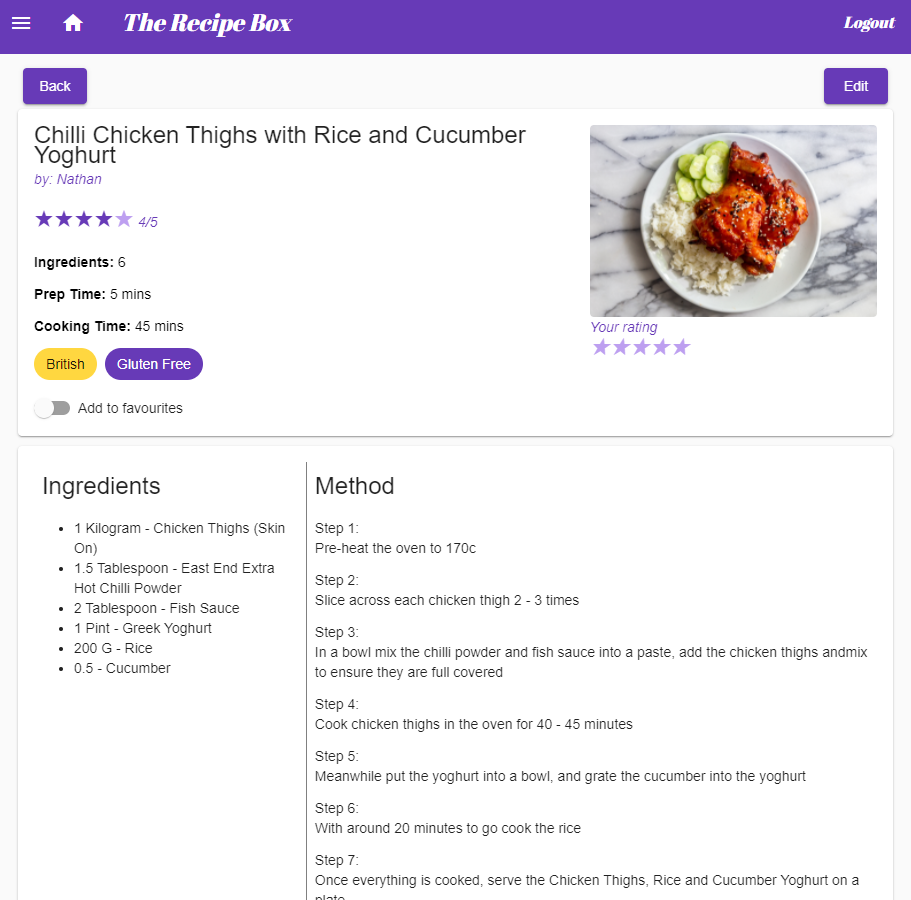 The Recipe Box
Logout
Back
Edit
Chilli Chicken Thighs with Rice and Cucumber
Yoghurt
by: Nathan
4/5
Ingredients: 6
Prep Time: 5 mins
Cooking Time: 45 mins
British
Gluten Free
Add to favourites
Your rating
Ingredients
1 Kilogram - Chicken Thighs (Skin
On)
1.5 Tablespoon - East End Extra
Hot Chilli Powder
2 Tablespoon - Fish Sauce
1 Pint - Greek Yoghurt
200 G - Rice
0.5 - Cucumber
Method
Step 1:
Pre-heat the oven to 170c
Step 2:
Slice across each chicken thigh 2 - 3 times
Step 3:
In a bowl mix the chilli powder and fish sauce into a paste, add the chicken thighs andmix
to ensure they are full covered
Step 4:
Cook chicken thighs in the oven for 40 - 45 minutes
Step 5:
Meanwhile put the yoghurt into a bowl, and grate the cucumber into the yoghurt
Step 6:
With around 20 minutes to go cook the rice
Step 7:
Once everything is cooked, serve the Chicken Thighs, Rice and Cucumber Yoghurt on a
plate